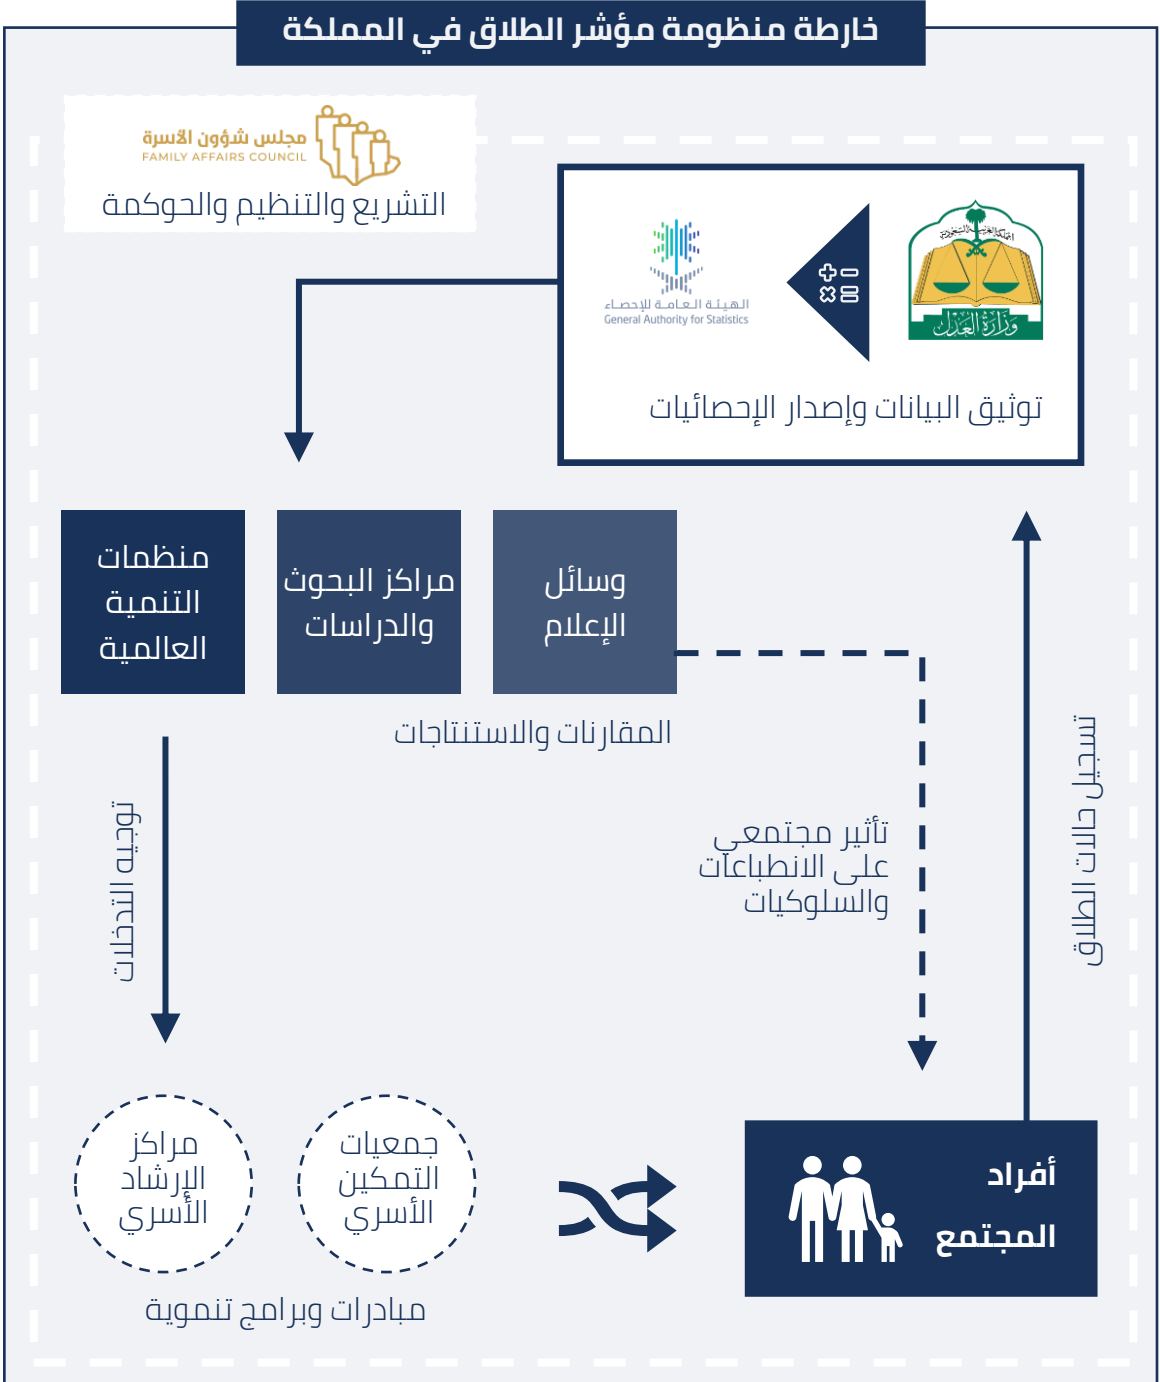 خارطة منظومة مؤشر الطلاق في المملكة
مجلس شؤون الأسرة
FAMILY AFFAIRS COUNCIL
التشريع والتنظيم والحوكمة
المملكة العربية السعودية
وزارة العدل
الهيئة العامة للإحصاء
General Authority for Statistics
توثيق البيانات وإصدار الإحصائيات
وسائل
الإعلام
مراكز البحوث
والدراسات
منظمات
التنمية
العالمية
المقارنات والاستنتاجات
تسجيل حالات الطلاق
تأثير مجتمعي
على الانطباعات
والسلوكيات
توجيه التدخلات
أفراد
المجتمع
جمعيات
التمكين
الأسري
مراكز
الإرشاد
الأسري
مبادرات وبرامج تنموية